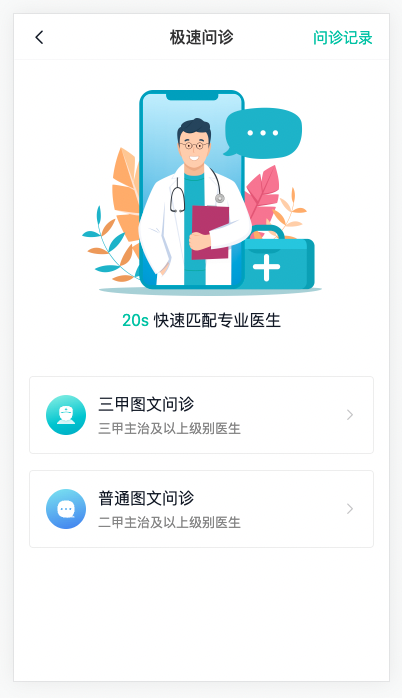 极速问诊
问诊记录
20s 快速匹配专业医生
三甲图文问诊
三甲主治及以上级别医生
普通图文问诊
二甲主治及以上级别医生